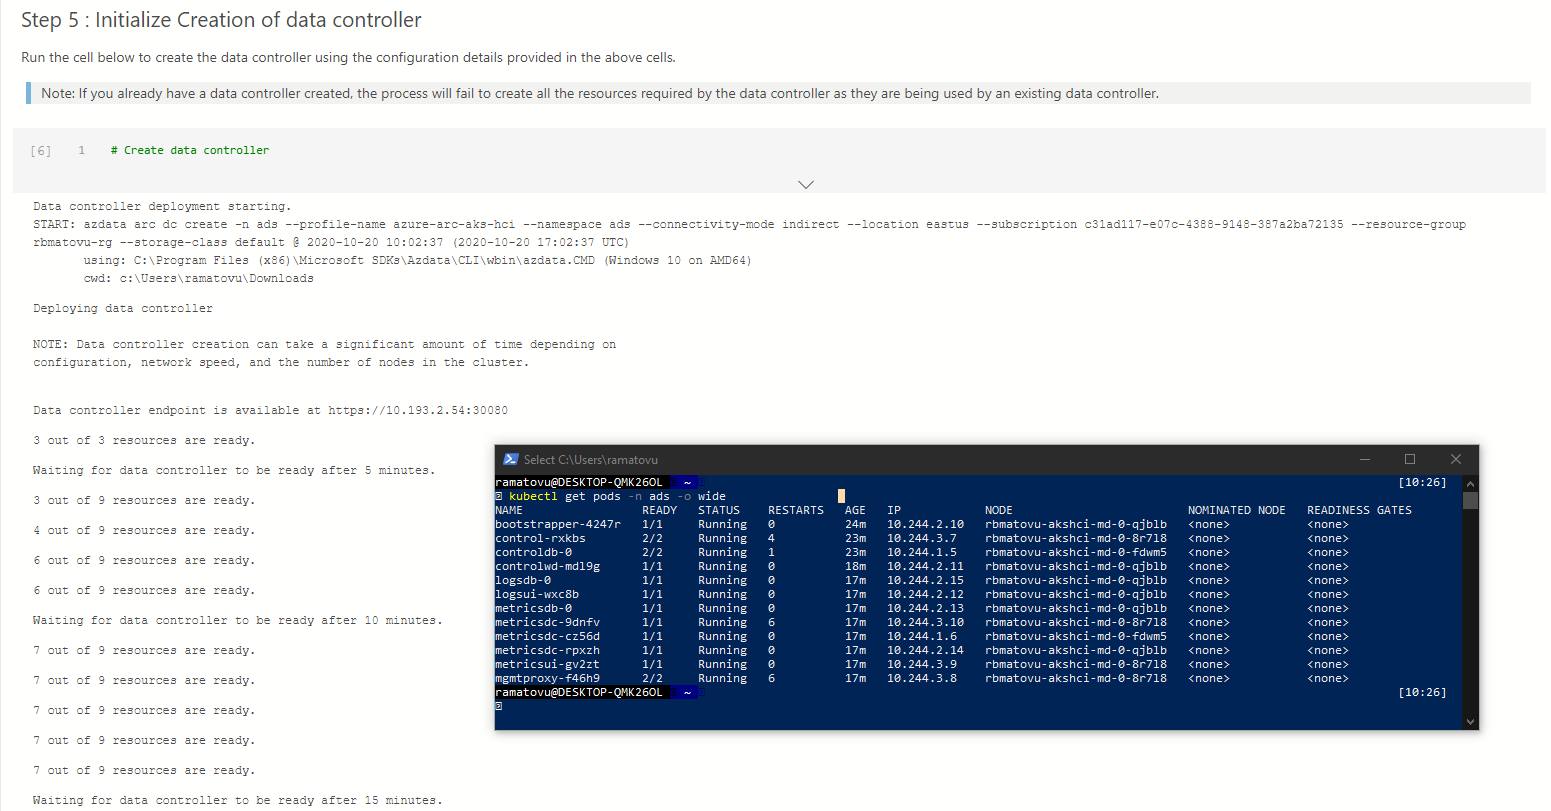 Step 5 : Initialize Creation of data controller
Run the cell below to create the data controller using the configuration details provided in the above cells.
Note: If you already have a data controller created, the process will fail to create all the resources required by the data controller as they are being used by an existing data controller.
[6] 1 # Create data controller
Data controller deployment starting.
START: azdata arc dc create -n ads --profile-name azure-arc-aks-hci --namespace ads --connectivity-mode indirect --location eastus --subscription c31ad117-e07c-4388-9148-387a2ba72135 --resource-group
rbmatovu-rg --storage-class default @ 2020-10-20 10:02:37 (2020-10-20 17:02:37 UTC)
using: C:\Program Files (x86)\Microsoft SDKs\Azdata\CLI\wbin\azdata.CMD (Windows 10 on AMD64)
cwd: c:\Users\ramatovu\Downloads
Deploying data controller
NOTE: Data controller creation can take a significant amount of time depending on
configuration, network speed, and the number of nodes in the cluster.
Data controller endpoint is available at https://10.193.2.54:30080
3 out of 3 resources are ready.
Waiting for data controller to be ready after 5 minutes.
3 out of 9 resources are ready.
4 out of 9 resources are ready.
6 out of 9 resources are ready.
6 out of 9 resources are ready.
Waiting for data controller to be ready after 10 minutes.
7 out of 9 resources are ready.
7 out of 9 resources are ready.
7 out of 9 resources are ready.
7 out of 9 resources are ready.
7 out of 9 resources are ready.
Waiting for data controller to be ready after 15 minutes.
Select C:\Users\ramatovu
ramatovu@DESKTOP-QMK26OL ~ [10:26]
kubectl get pods -n ads -o wide
NAME READY STATUS RESTARTS AGE IP NODE NOMINATED NODE READINESS GATES
bootstrapper-4247r 1/1 Running 0 24m 10.244.2.10 rbmatovu-akshci-md-0-qjblb <none> <none>
control-rxkbs 2/2 Running 4 23m 10.244.3.7 rbmatovu-akshci-md-0-8r7l8 <none> <none>
controldb-0 2/2 Running 1 23m 10.244.1.5 rbmatovu-akshci-md-0-fdwm5 <none> <none>
controlwd-mdl9g 1/1 Running 0 18m 10.244.2.11 rbmatovu-akshci-md-0-qjblb <none> <none>
logsdb-0 1/1 Running 0 17m 10.244.2.15 rbmatovu-akshci-md-0-qjblb <none> <none>
logsui-wxc8b 1/1 Running 0 17m 10.244.2.12 rbmatovu-akshci-md-0-qjblb <none> <none>
metricsdb-0 1/1 Running 0 17m 10.244.2.13 rbmatovu-akshci-md-0-qjblb <none> <none>
metricsdc-9dnfv 1/1 Running 6 17m 10.244.3.10 rbmatovu-akshci-md-0-8r7l8 <none> <none>
metricsdc-cz56d 1/1 Running 0 17m 10.244.1.6 rbmatovu-akshci-md-0-fdwm5 <none> <none>
metricsdc-rpxzh 1/1 Running 0 17m 10.244.2.14 rbmatovu-akshci-md-0-qjblb <none> <none>
metricsui-gv2zt 1/1 Running 0 17m 10.244.3.9 rbmatovu-akshci-md-0-8r7l8 <none> <none>
mgmtproxy-f46h9 2/2 Running 6 17m 10.244.3.8 rbmatovu-akshci-md-0-8r7l8 <none> <none>
ramatovu@DESKTOP-QMK26OL ~ [10:26]